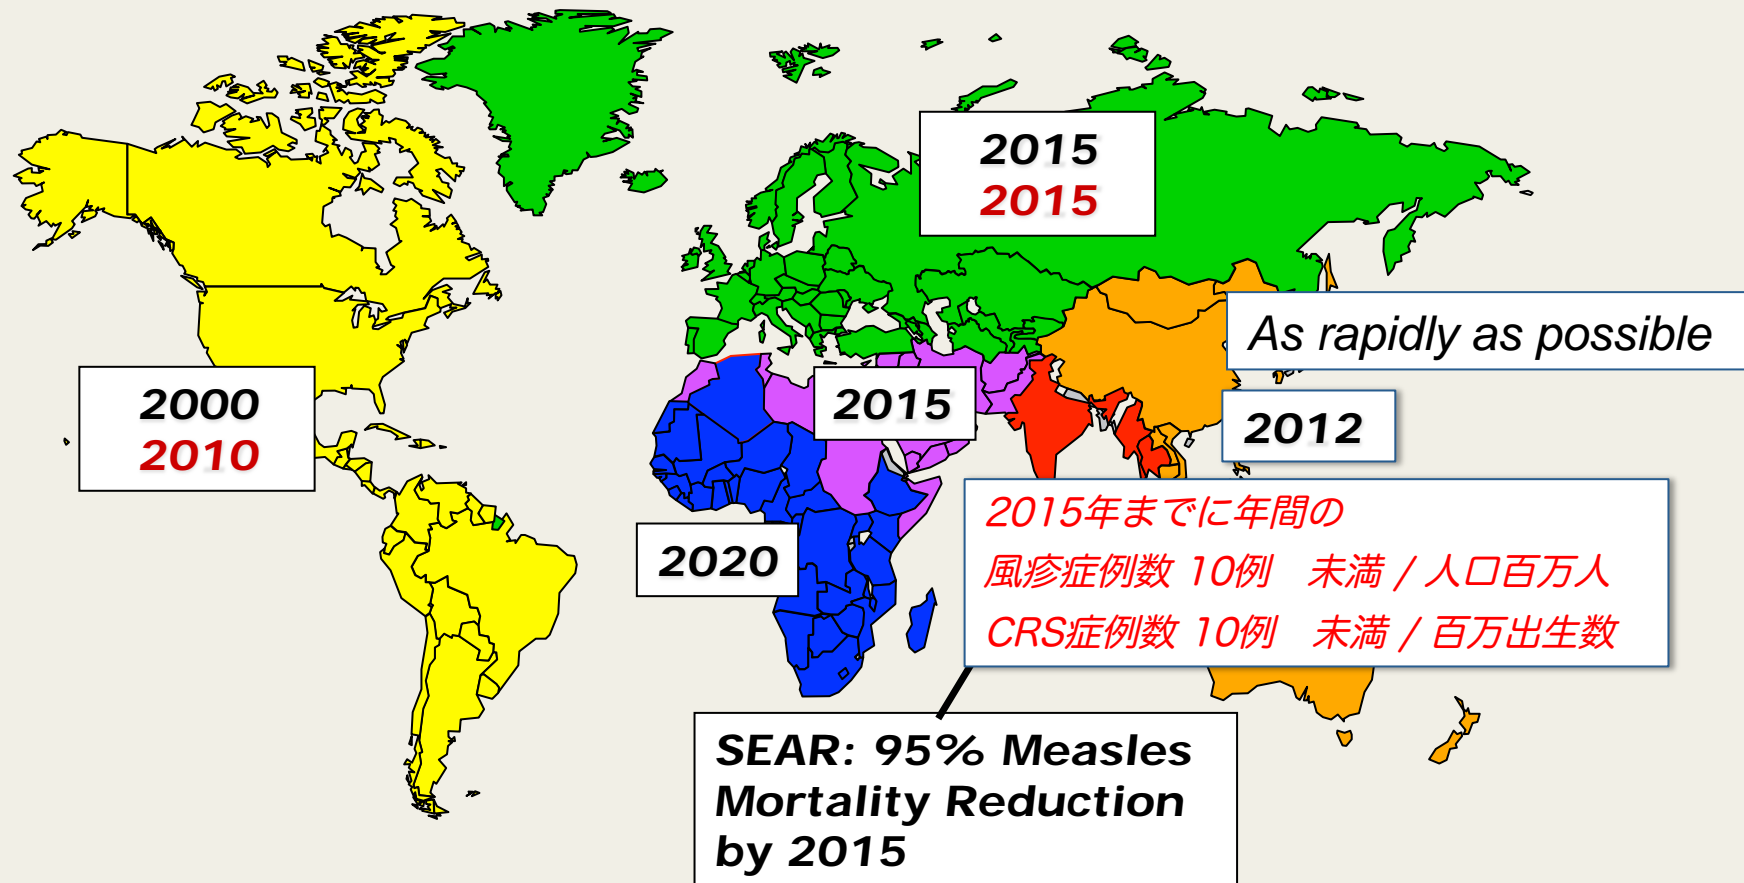 2015
2015
As rapidly as possible
2000
2010
2015
2012
2020
2015年までに年間の
風疹症例数 10例　未満 / 人口百万人
CRS症例数 10例　未満 / 百万出生数
SEAR: 95% Measles
Mortality Reduction
by 2015